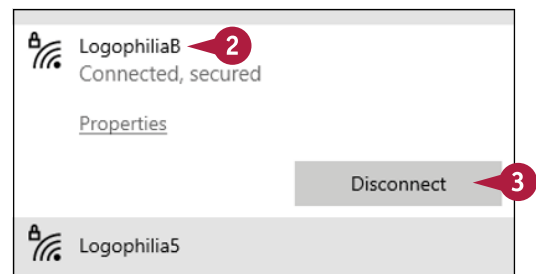 LogophiliaB 2
Connected, secured
Properties
Disconnect 3
Logophilia5